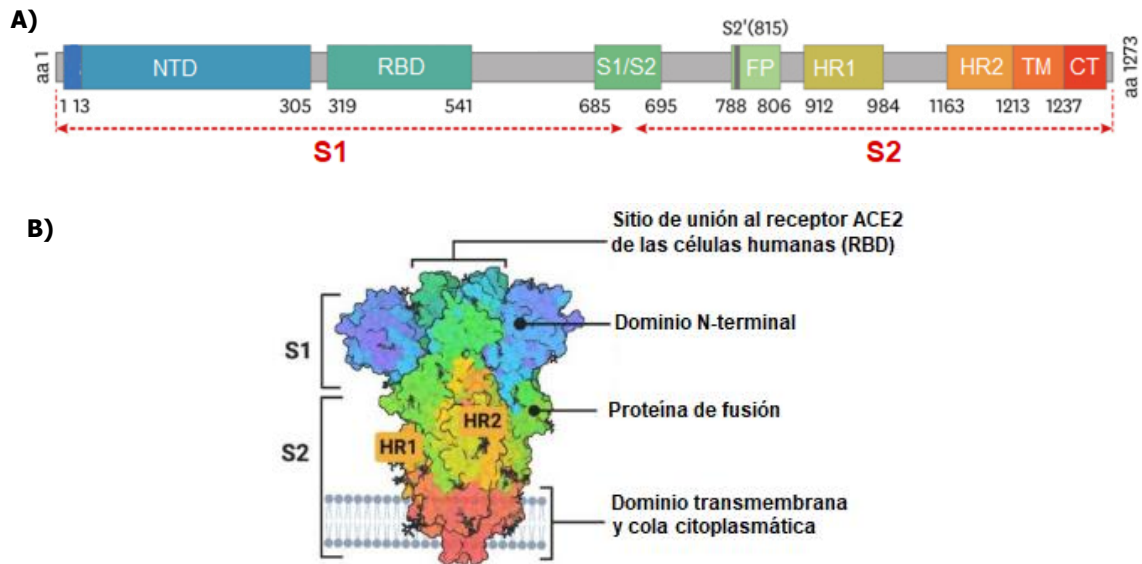 A)
S2'(815)
aa 1
NTD
RBD
S1/S2
FP
HR1
HR2
TM
CT
aa 1273
1 13
305
319
541
685
695
788
806
912
984
1163
1213
1237
S1
S2
B)
Sitio de unión al receptor ACE2
de las células humanas (RBD)
S1
Dominio N-terminal
Proteína de fusión
HR2
HR1
S2
Dominio transmembrana
y cola citoplasmática